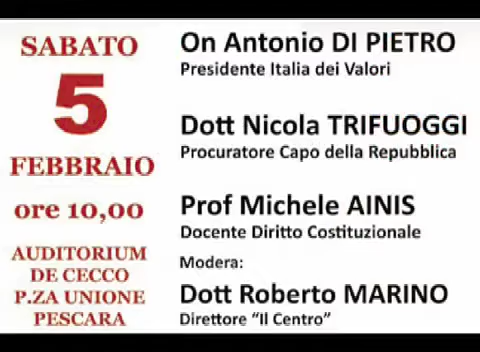 SABATO
5
FEBBRAIO
ore 10,00
AUDITORIUM
DE CECCO
P.ZA UNIONE
PESCARA
On Antonio DI PIETRO
Presidente Italia dei Valori
Dott Nicola TRIFUOGGI
Procuratore Capo della Repubblica
Prof Michele AINIS
Docente Diritto Costituzionale
Modera:
Dott Roberto MARINO
Direttore “Il Centro”